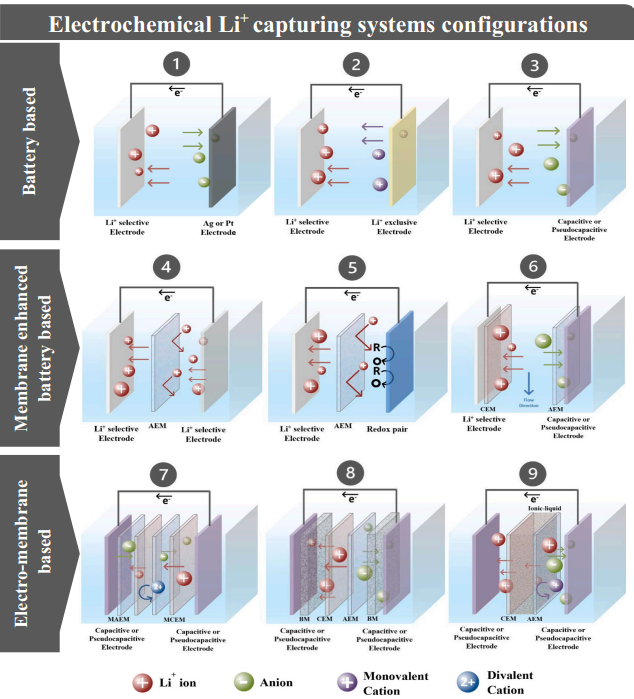 Electrochemical Li⁺ capturing systems configurations
Battery based
1
e⁻
Li⁺ selective
Electrode
Ag or Pt
Electrode
2
e⁻
Li⁺ selective
Electrode
Li⁺ exclusive
Electrode
3
e⁻
Li⁺ selective
Electrode
Capacitive or
Pseudocapacitive
Electrode
Membrane enhanced
battery based
4
e⁻
AEM
Li⁺ selective
Electrode
Li⁺ selective
Electrode
5
e⁻
R
O
R
O
Li⁺ selective
Electrode
AEM
Redox pair
6
e⁻
Flow
Direction
CEM
AEM
Li⁺ selective
Electrode
Capacitive or
Pseudocapacitive
Electrode
Electro-membrane
based
7
e⁻
2+
MAEM
MCEM
Capacitive or
Pseudocapacitive
Electrode
Capacitive or
Pseudocapacitive
Electrode
8
e⁻
BM
CEM
AEM
BM
Capacitive or
Pseudocapacitive
Electrode
Capacitive or
Pseudocapacitive
Electrode
9
e⁻
Ionic-liquid
CEM
AEM
Capacitive or
Pseudocapacitive
Electrode
Capacitive or
Pseudocapacitive
Electrode
+ Li⁺ ion
- Anion
+ Monovalent
Cation
2+ Divalent
Cation